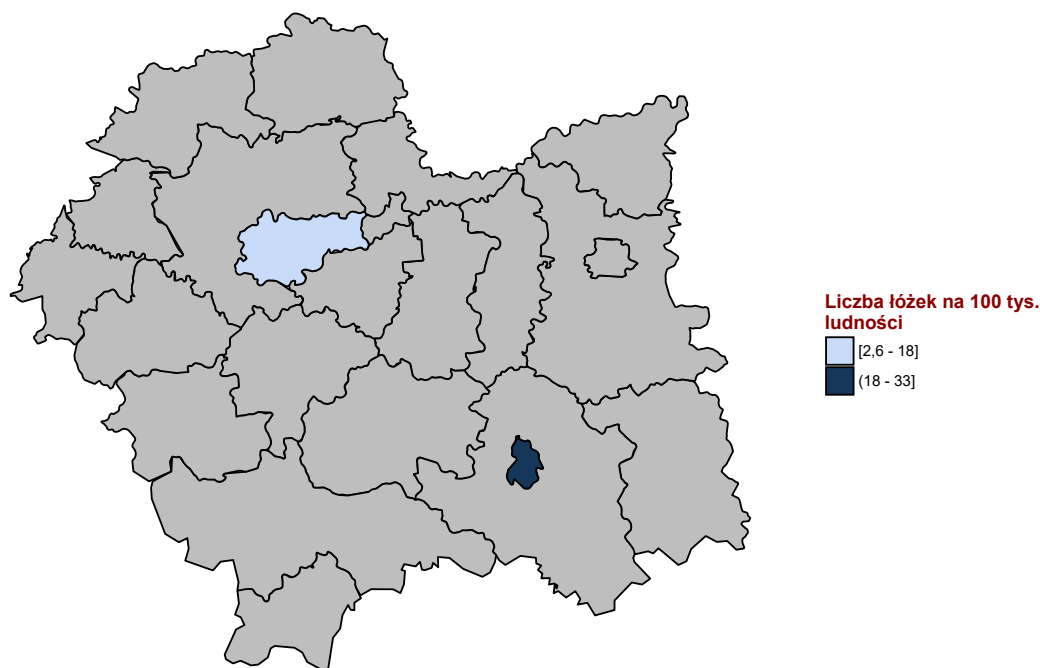 Liczba łóżek na 100 tys.
ludności
[2,6 - 18]
(18 - 33]